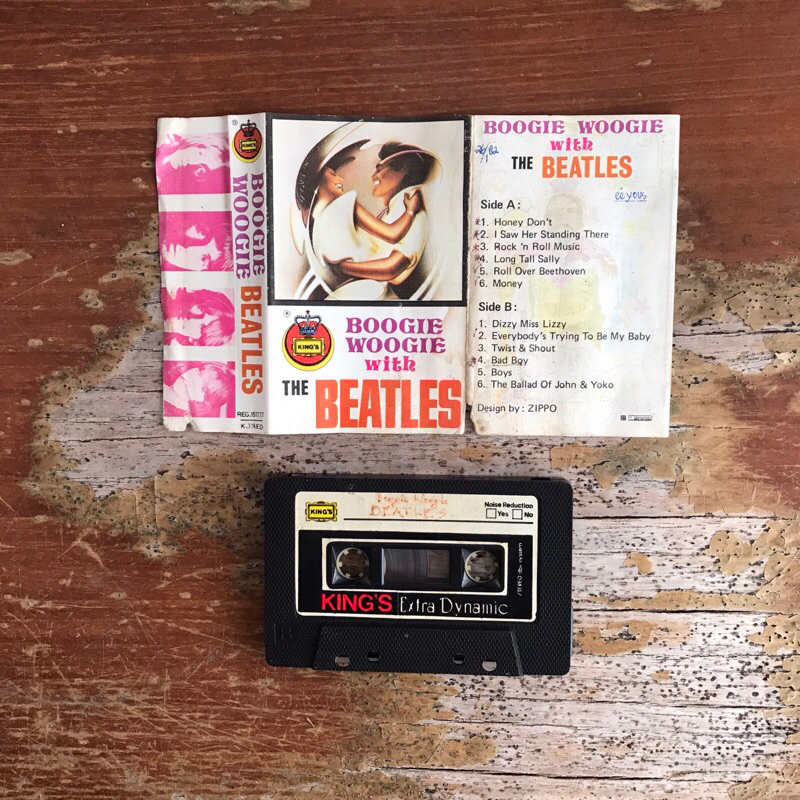 KING'S
BOOGIE
WOOGIE
BEATLES
REG.
K.
KING'S
BOOGIE
WOOGIE
with
THE BEATLES
BOOGIE WOOGIE
with
THE BEATLES
Side A :
1. Honey Don't
2. I Saw Her Standing There
3. Rock 'n Roll Music
4. Long Tall Sally
5. Roll Over Beethoven
6. Money
Side B :
1. Dizzy Miss Lizzy
2. Everybody's Trying To Be My Baby
3. Twist & Shout
4. Bad Boy
5. Boys
6. The Ballad Of John & Yoko
Design by : ZIPPO
KING'S
BEATLES
Noise Reduction
Yes No
KING'S Extra Dynamic